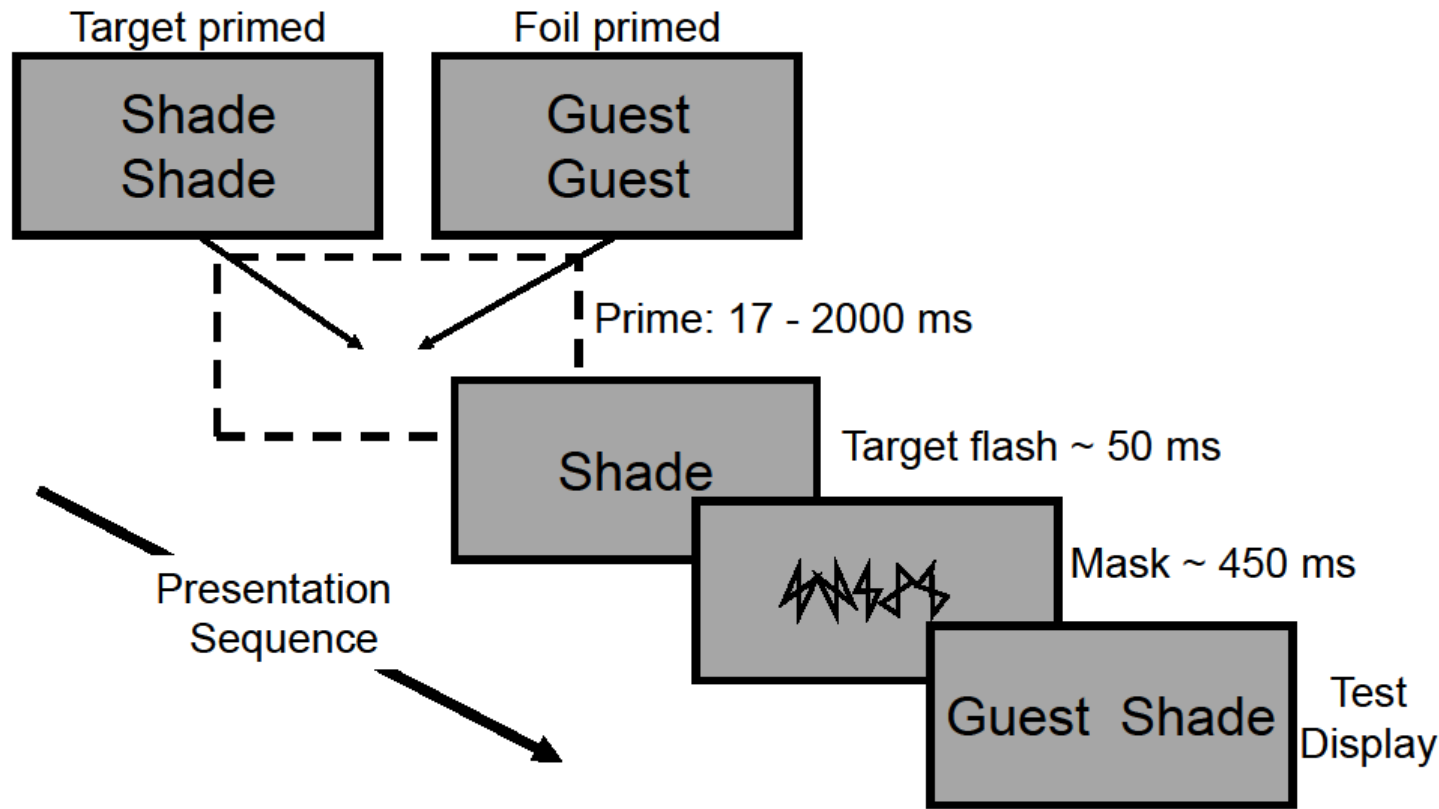 Target primed
Foil primed
Shade
Shade
Guest
Guest
Prime: 17 - 2000 ms
Shade
Target flash ~ 50 ms
Mask ~ 450 ms
Presentation
Sequence
Guest Shade
Test
Display